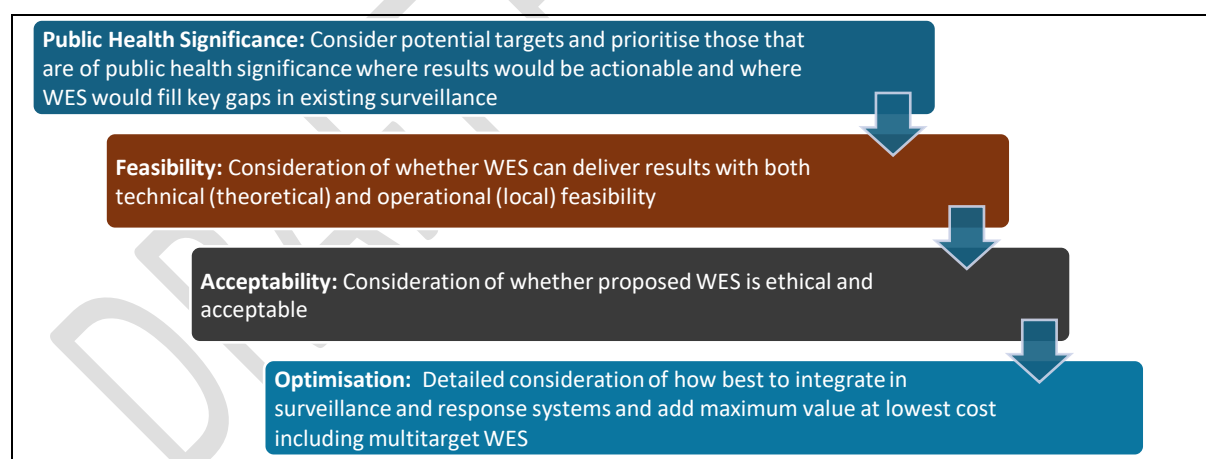 Public Health Significance: Consider potential targets and prioritise those that
are of public health significance where results would be actionable and where
WES would fill key gaps in existing surveillance
Feasibility: Consideration of whether WES can deliver results with both
technical (theoretical) and operational (local) feasibility
Acceptability: Consideration of whether proposed WES is ethical and
acceptable
Optimisation: Detailed consideration of how best to integrate in
surveillance and response systems and add maximum value at lowest cost
including multitarget WES